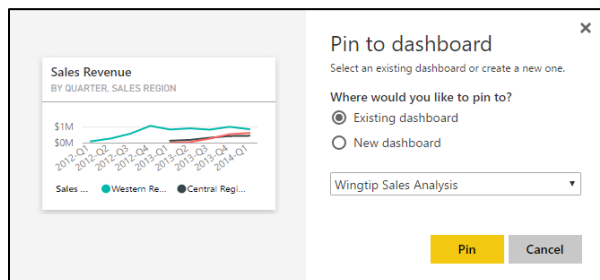 Sales Revenue
BY QUARTER, SALES REGION
$1M
$0M
2012-Q1
2012-Q2
2012-Q3
2012-Q4
2013-Q1
2013-Q2
2013-Q3
2013-Q4
2014-Q1
Sales ... Western Re... Central Regi...
Pin to dashboard
Select an existing dashboard or create a new one.
Where would you like to pin to?
Existing dashboard
New dashboard
Wingtip Sales Analysis
Pin Cancel